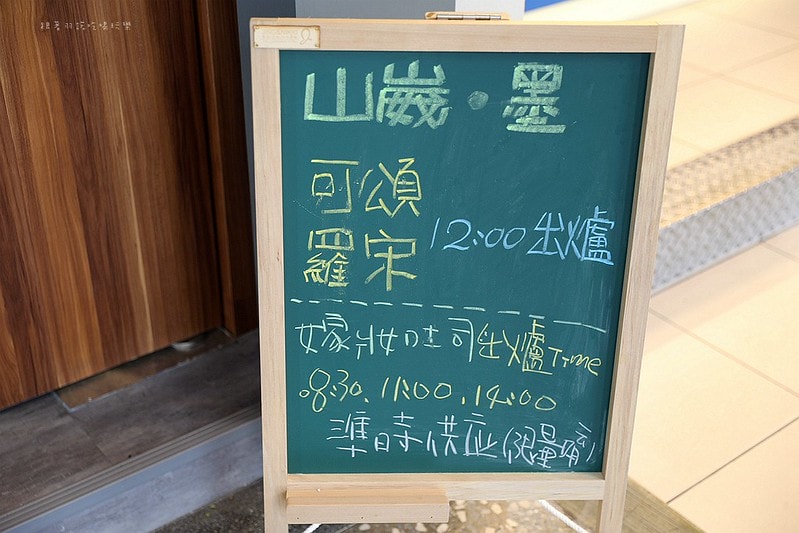 山崴·墨
可頌
羅宋
12:00出爐
嫁妝吐司出爐Time
8:30、11:00、14:00
準時供应(限量唷)